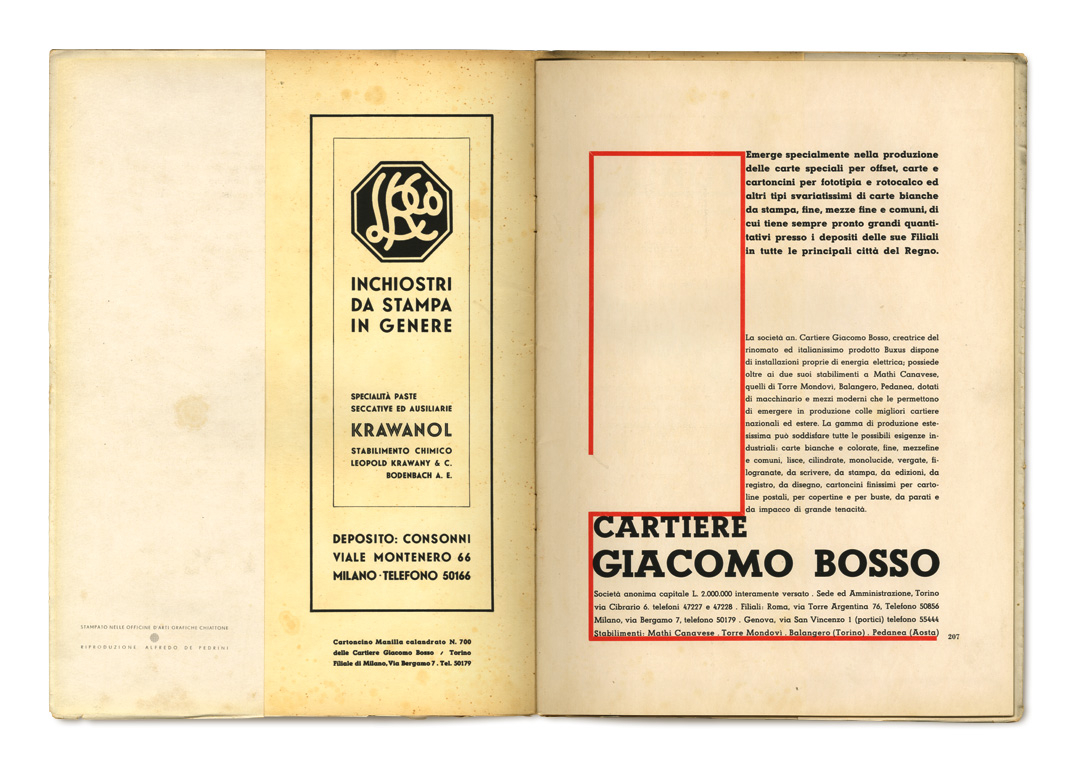 STAMPATO NELLE OFFICINE D'ARTI GRAFICHE CHIATTONE
RIPRODUZIONE ALFREDO DE PEDRINI
INCHIOSTRI
DA STAMPA
IN GENERE
SPECIALITÀ PASTE
SECCATIVE ED AUSILIARIE
KRAWANOL
STABILIMENTO CHIMICO
LEOPOLD KRAWANY & C.
BODENBACH A. E.
DEPOSITO: CONSONNI
VIALE MONTENERO 66
MILANO · TELEFONO 50166
Cartoncino Manilla calandrato N. 700
delle Cartiere Giacomo Bosso / Torino
Filiale di Milano, Via Bergamo 7 . Tel. 50179
Emerge specialmente nella produzione
delle carte speciali per offset, carte e
cartoncini per fototipia e rotocalco ed
altri tipi svariatissimi di carte bianche
da stampa, fine, mezze fine e comuni, di
cui tiene sempre pronto grandi quanti-
tativi presso i depositi delle sue Filiali
in tutte le principali città del Regno.
La società an. Cartiere Giacomo Bosso, creatrice del
rinomato ed italianissimo prodotto Buxus dispone
di installazioni proprie di energia elettrica; possiede
oltre ai due suoi stabilimenti a Mathi Canavese,
quelli di Torre Mondovì, Balangero, Pedanea, dotati
di macchinario e mezzi moderni che le permettono
di emergere in produzione colle migliori cartiere
nazionali ed estere. La gamma di produzione este-
sissima può soddisfare tutte le possibili esigenze in-
dustriali: carte bianche e colorate, fine, mezzefine
e comuni, lisce, cilindrate, monolucide, vergate, fi-
logranate, da scrivere, da stampa, da edizioni, da
registro, da disegno, cartoncini finissimi per carto-
line postali, per copertine e per buste, da parati e
da impacco di grande tenacità.
CARTIERE
GIACOMO BOSSO
Società anonima capitale L. 2.000.000 interamente versato . Sede ed Amministrazione, Torino
via Cibrario 6. telefoni 47227 e 47228 . Filiali: Roma, via Torre Argentina 76, Telefono 50856
Milano, via Bergamo 7, telefono 50179 . Genova, via San Vincenzo 1 (portici) telefono 55444
Stabilimenti: Mathi Canavese . Torre Mondovì . Balangero (Torino) . Pedanea (Aosta)
207